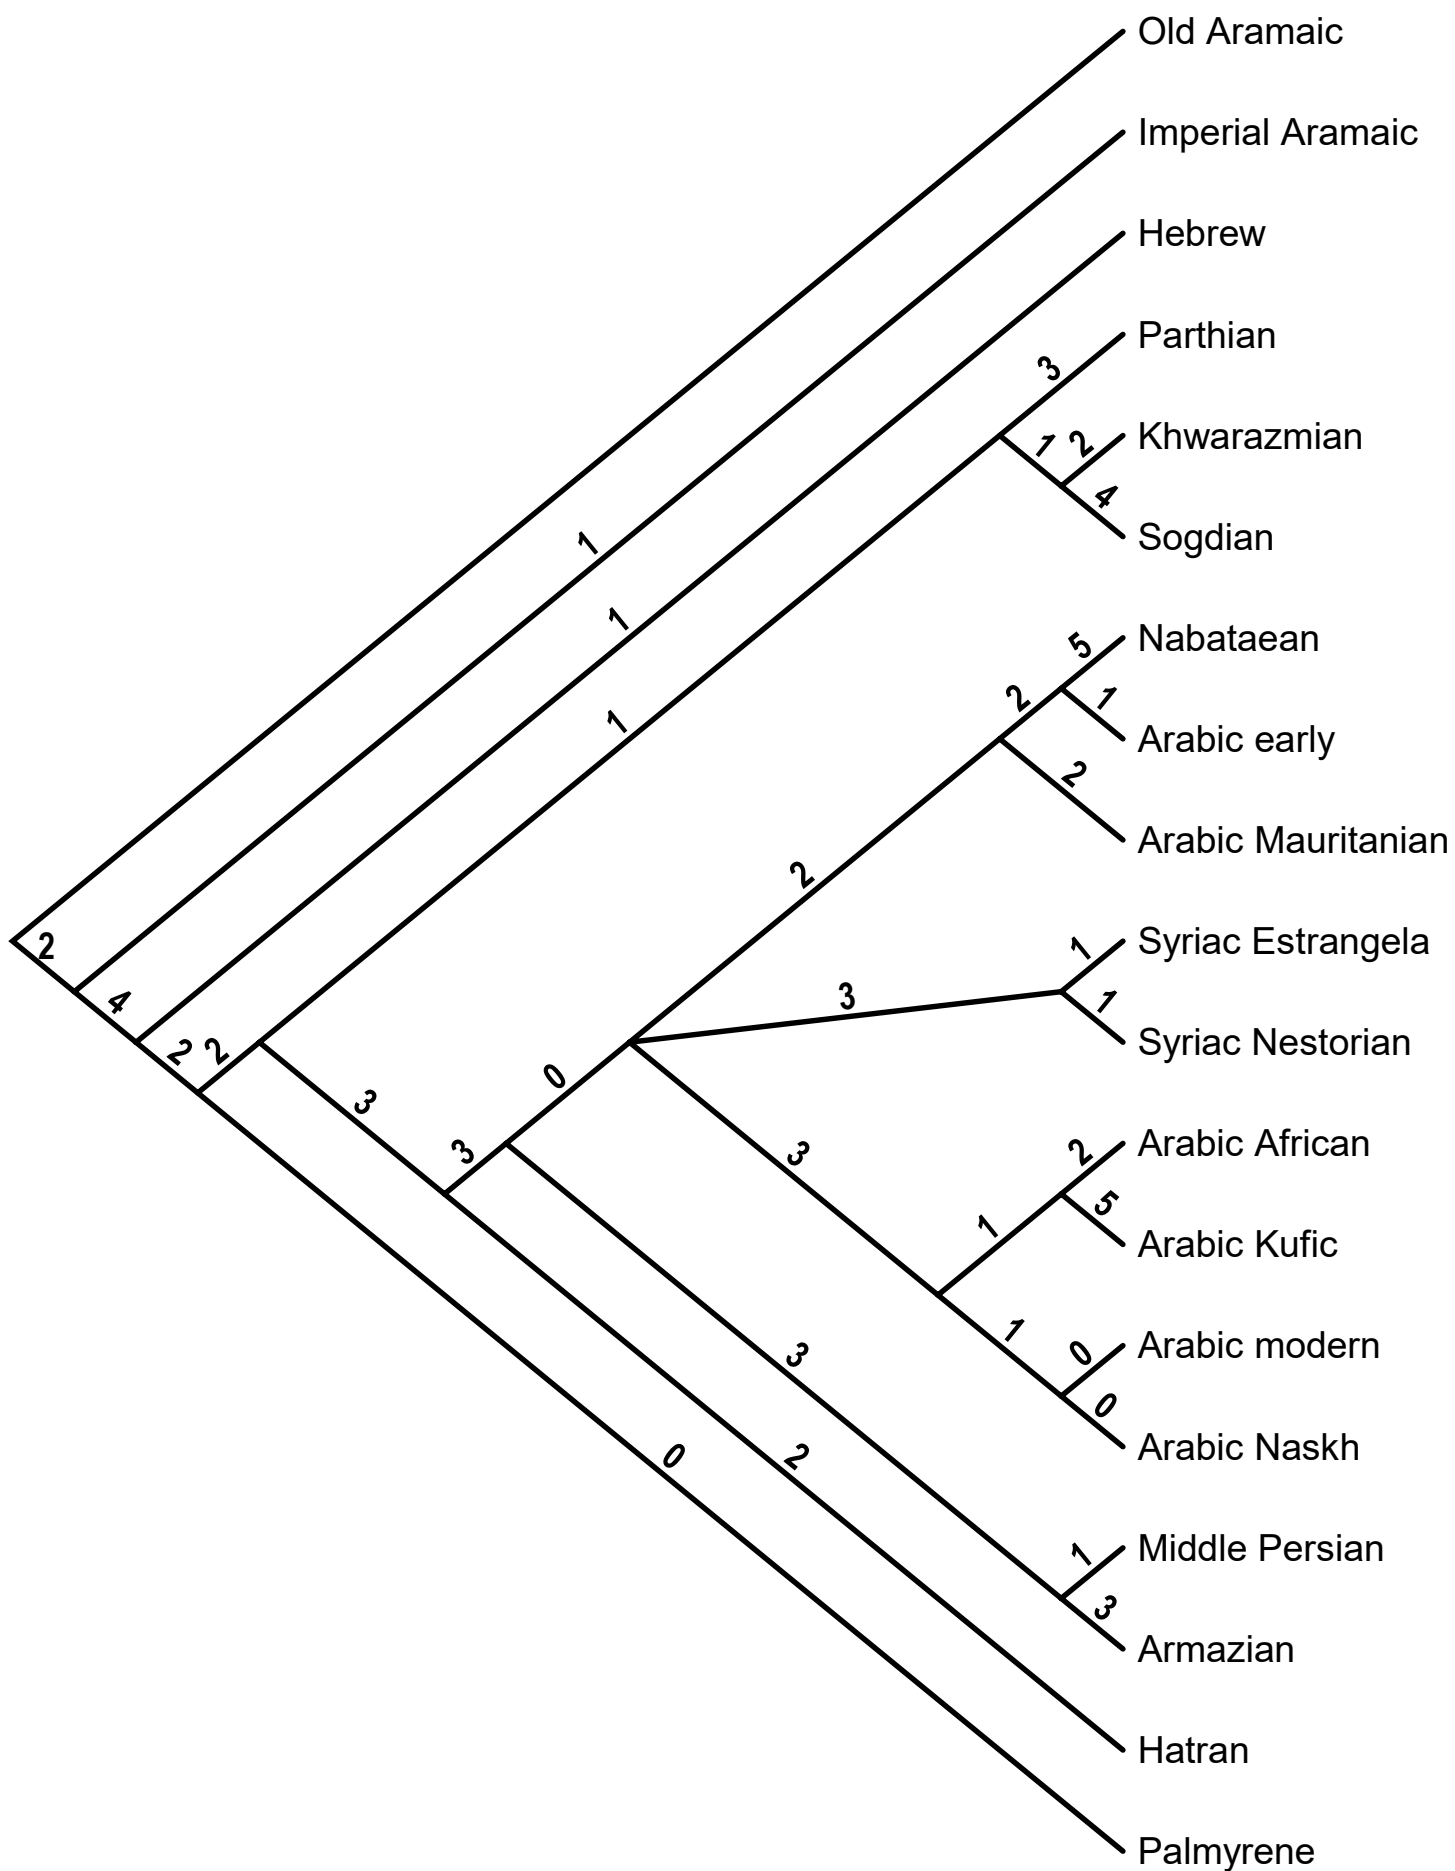 Old Aramaic
Imperial Aramaic
Hebrew
3 Parthian
1 2 Khwarazmian
4
1 Sogdian
1
5 Nabataean
2 1
1 Arabic early
2
2 Arabic Mauritanian
2 1 Syriac Estrangela
3 1
4
2 2 Syriac Nestorian
0
3 2 Arabic African
3 3 5
1 Arabic Kufic
1 0 Arabic modern
3
0 Arabic Naskh
0 2
1 Middle Persian
3
Armazian
Hatran
Palmyrene